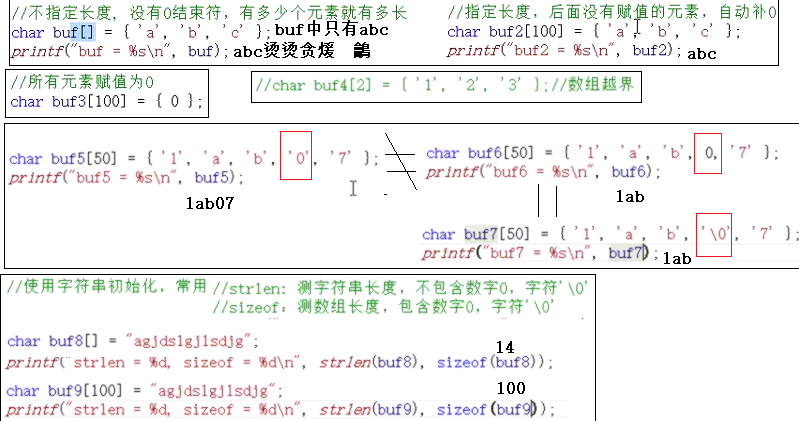 //不指定长度, 没有0结束符, 有多少个元素就有多长
char buf[] = { 'a', 'b', 'c' }; buf中只有abc
printf("buf = %s\n", buf); abc烫烫贪煖 鷭
//指定长度, 后面没有赋值的元素, 自动补0
char buf2[100] = { 'a', 'b', 'c' };
printf("buf2 = %s\n", buf2); abc
//所有元素赋值为0
char buf3[100] = { 0 };
//char buf4[2] = { '1', '2', '3' };//数组越界
char buf5[50] = { '1', 'a', 'b', '0', '7' };
printf("buf5 = %s\n", buf5);
1ab07
char buf6[50] = { '1', 'a', 'b', 0, '7' };
printf("buf6 = %s\n", buf6);
1ab
char buf7[50] = { '1', 'a', 'b', '\0', '7' };
printf("buf7 = %s\n", buf7);
1ab
//使用字符串初始化, 常用 //strlen: 测字符串长度, 不包含数字0, 字符'\0'
//sizeof: 测数组长度, 包含数字0, 字符'\0'
char buf8[] = "agjdslgjlsdjg";
14
printf("strlen = %d, sizeof = %d\n", strlen(buf8), sizeof(buf8));
char buf9[100] = "agjdslgjlsdjg";
100
printf("strlen = %d, sizeof = %d\n", strlen(buf9), sizeof(buf9));